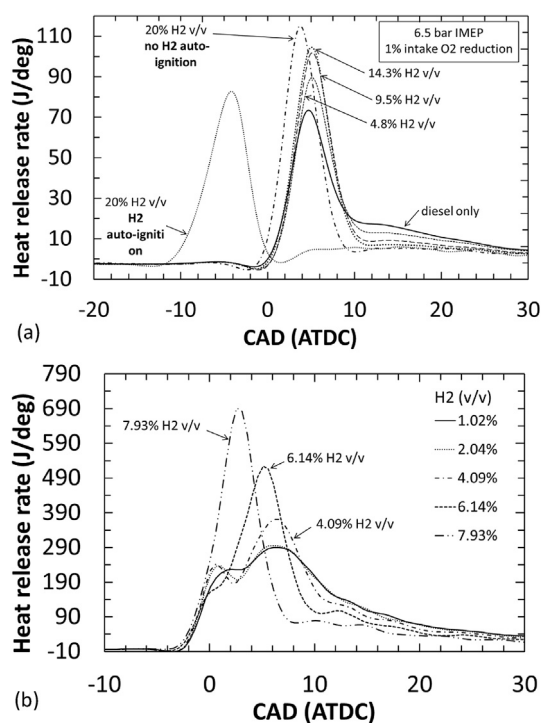 20% H2 v/v
no H2 auto-
ignition
6.5 bar IMEP
1% intake O2 reduction
14.3% H2 v/v
9.5% H2 v/v
4.8% H2 v/v
20% H2 v/v
H2
auto-igniti
on
diesel only
Heat release rate (J/deg)
110
90
70
50
30
10
-10
-20
-10
0
10
20
30
CAD (ATDC)
(a)
Heat release rate (J/deg)
790
690
590
490
390
290
190
90
-10
7.93% H2 v/v
6.14% H2 v/v
4.09% H2 v/v
H2 (v/v)
1.02%
2.04%
4.09%
6.14%
7.93%
-10
0
10
20
30
CAD (ATDC)
(b)